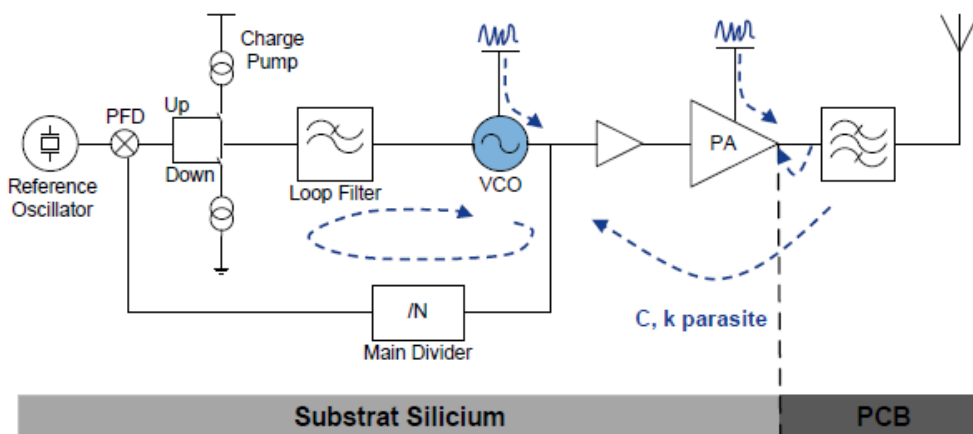 Charge
Pump
PFD
Up
Down
Reference
Oscillator
Loop Filter
VCO
PA
/N
Main Divider
C, k parasite
Substrat Silicium
PCB